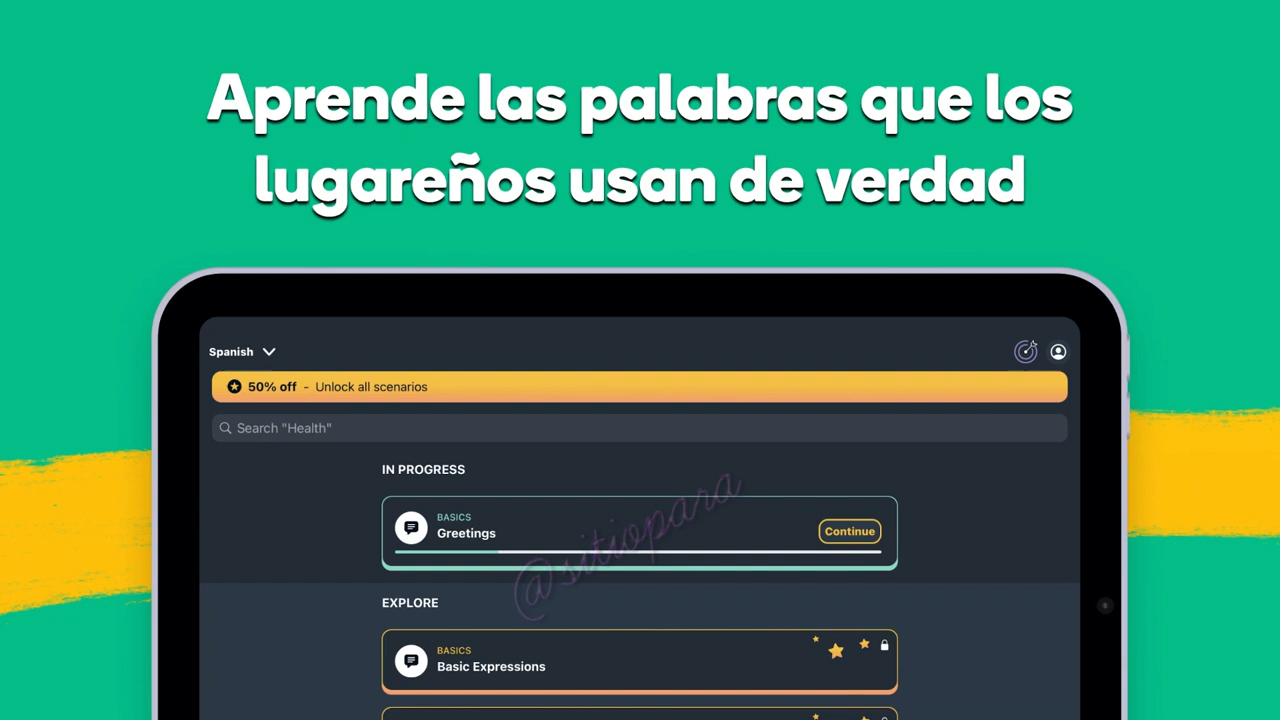 Aprende las palabras que los
lugareños usan de verdad
Spanish
50% off - Unlock all scenarios
Search "Health"
IN PROGRESS
BASICS
Greetings
Continue
@sitiopara
EXPLORE
BASICS
Basic Expressions